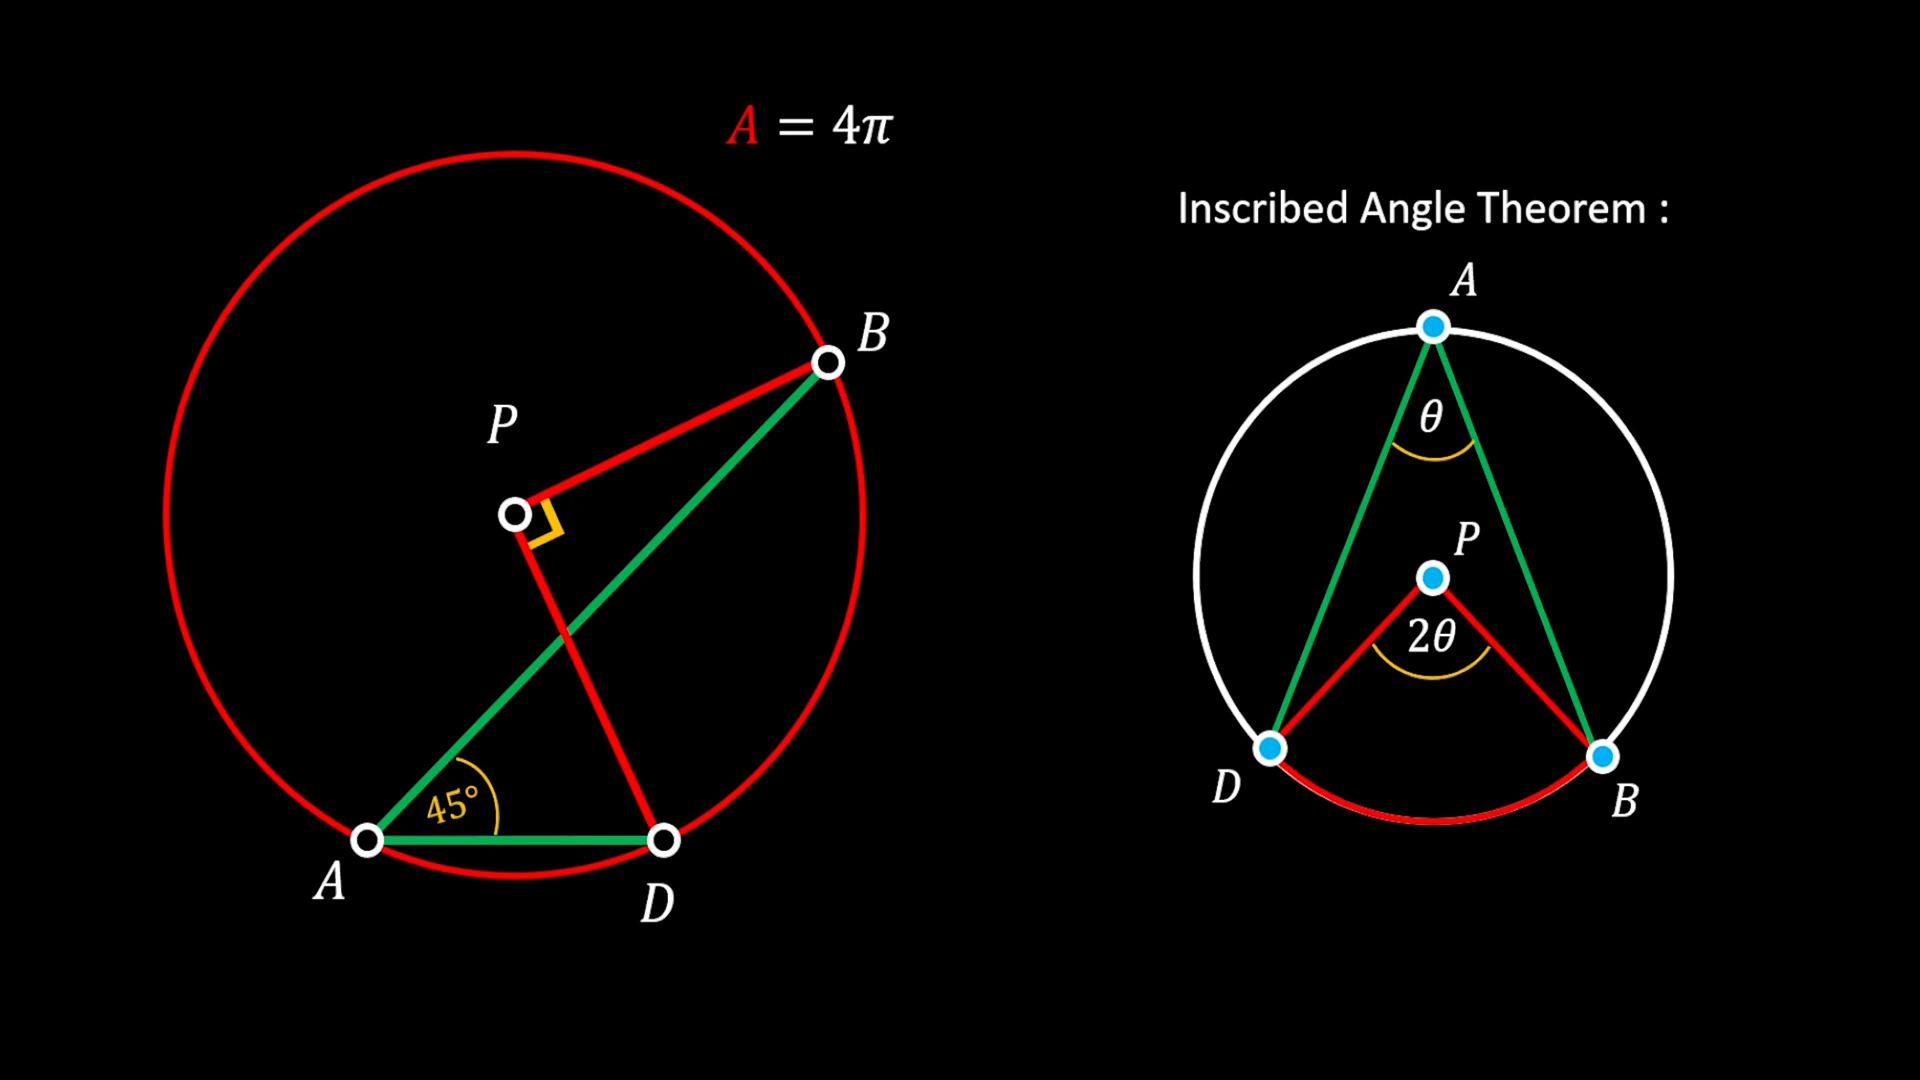 A = 4π
Inscribed Angle Theorem :
A
B
θ
P
P
2θ
45°
D
B
A
D